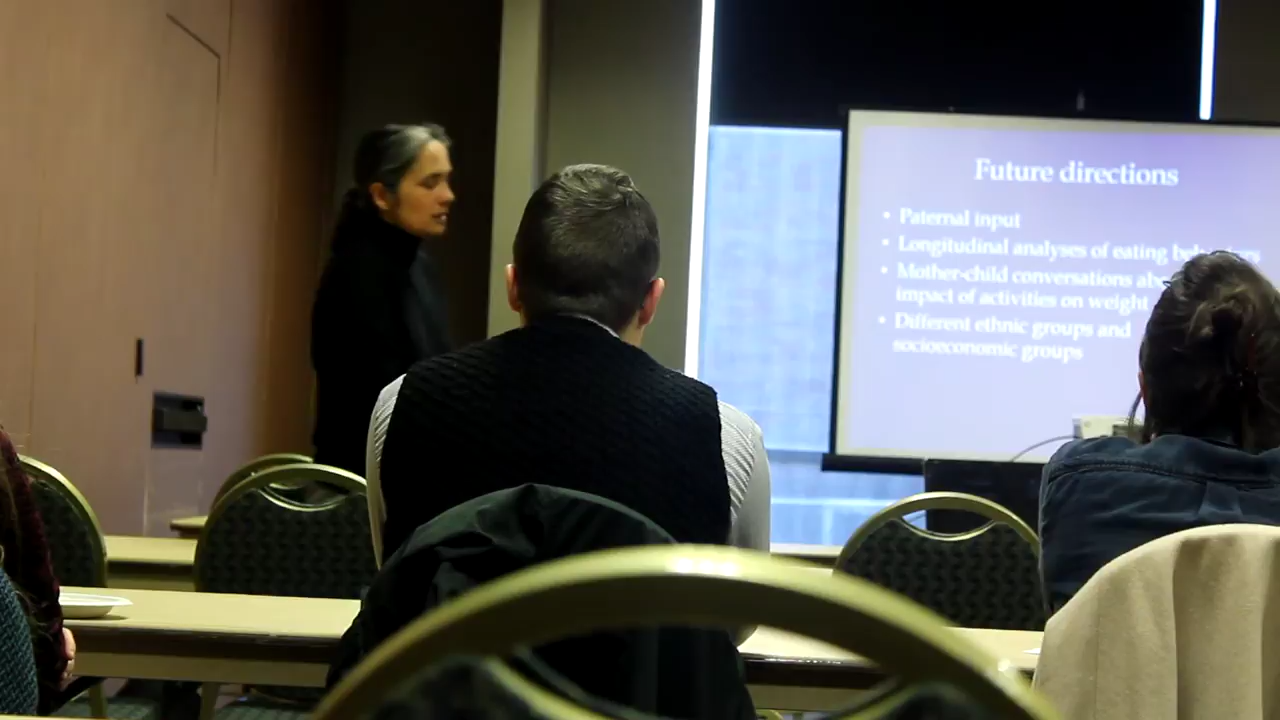 Future directions
• Paternal input
• Longitudinal analyses of eating behaviors
• Mother-child conversations
impact of activities on weight
• Different ethnic groups and
socioeconomic groups